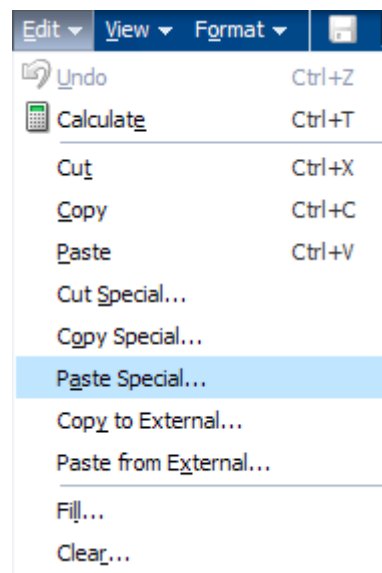 Edit View Format
Undo Ctrl+Z
Calculate Ctrl+T
Cut Ctrl+X
Copy Ctrl+C
Paste Ctrl+V
Cut Special...
Copy Special...
Paste Special...
Copy to External...
Paste from External...
Fill...
Clear...